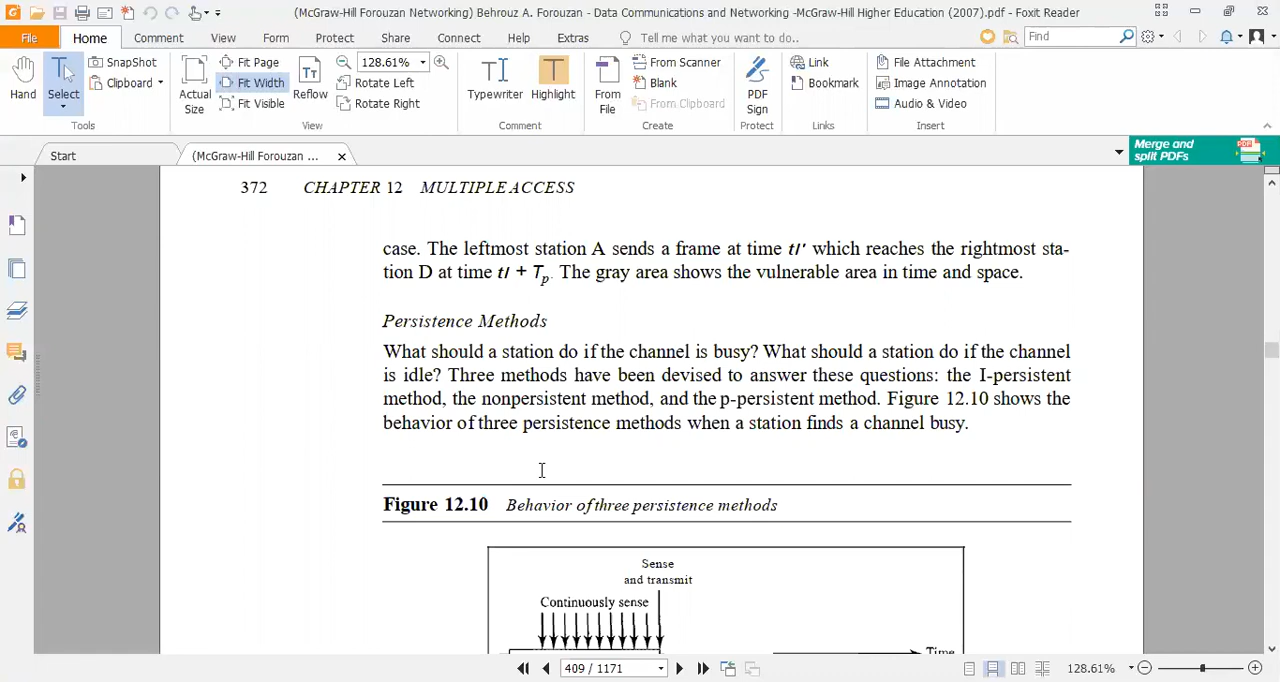 (McGraw-Hill Forouzan Networking) Behrouz A. Forouzan - Data Communications and Networking -McGraw-Hill Higher Education (2007).pdf - Foxit Reader
File Home Comment View Form Protect Share Connect Help Extras Tell me what you want to do... Find
Hand
Select
SnapShot
Clipboard
Tools
Actual
Size
Fit Page
Fit Width
Fit Visible
Reflow
128.61%
Rotate Left
Rotate Right
View
Typewriter
Highlight
Comment
From
File
From Scanner
Blank
From Clipboard
Create
PDF
Sign
Protect
Link
Bookmark
Links
File Attachment
Image Annotation
Audio & Video
Insert
Start
(McGraw-Hill Forouzan ...
Merge and
split PDFs
PDF
372 CHAPTER 12 MULTIPLE ACCESS
case. The leftmost station A sends a frame at time tl' which reaches the rightmost sta-
tion D at time tl + Tp. The gray area shows the vulnerable area in time and space.
Persistence Methods
What should a station do if the channel is busy? What should a station do if the channel
is idle? Three methods have been devised to answer these questions: the I-persistent
method, the nonpersistent method, and the p-persistent method. Figure 12.10 shows the
behavior of three persistence methods when a station finds a channel busy.
Figure 12.10 Behavior of three persistence methods
Sense
and transmit
Continuously sense
Time
409 / 1171
128.61%